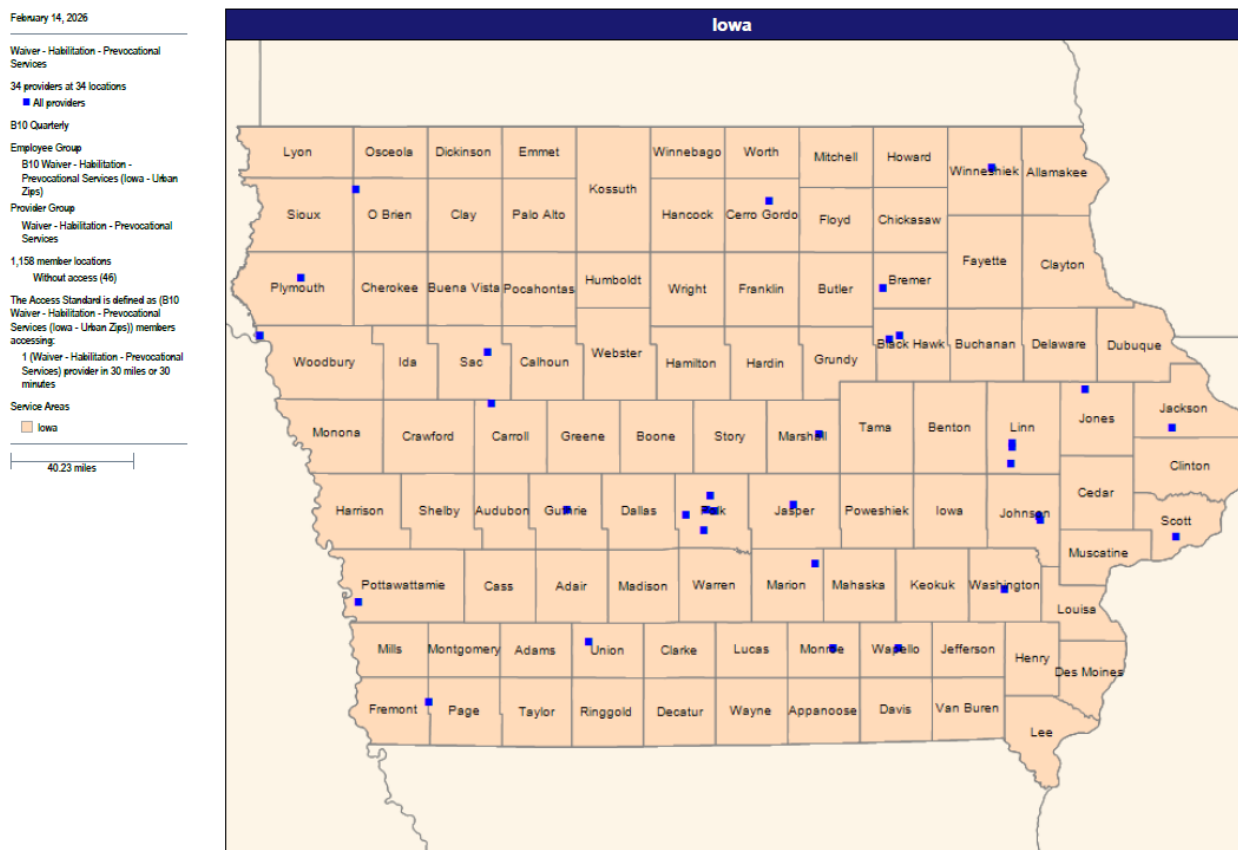 February 14, 2026
Waiver - Habilitation - Prevocational
Services
34 providers at 34 locations
All providers
B10 Quarterly
Employee Group
B10 Waiver - Habilitation -
Prevocational Services (Iowa - Urban
Zips)
Provider Group
Waiver - Habilitation - Prevocational
Services
1,158 member locations
Without access (46)
The Access Standard is defined as (B10
Waiver - Habilitation - Prevocational
Services (Iowa - Urban Zips)) members
accessing:
1 (Waiver - Habilitation - Prevocational
Services) provider in 30 miles or 30
minutes
Service Areas
Iowa
40.23 miles
Iowa
Lyon Osceola Dickinson Emmet Winnebago Worth Mitchell Howard Winneshiek Allamakee
Kossuth
Sioux O Brien Clay Palo Alto Hancock Cerro Gordo Floyd Chickasaw
Fayette Clayton
Plymouth Cherokee Buena Vista Pocahontas Humboldt Wright Franklin Butler Bremer
Woodbury Ida Sac Calhoun Webster Hamilton Hardin Grundy Black Hawk Buchanan Delaware Dubuque
Monona Crawford Carroll Greene Boone Story Marshall Tama Benton Linn Jones Jackson
Clinton
Harrison Shelby Audubon Guthrie Dallas Polk Jasper Poweshiek Iowa Johnson Cedar Scott
Muscatine
Pottawattamie Cass Adair Madison Warren Marion Mahaska Keokuk Washington
Louisa
Mills Montgomery Adams Union Clarke Lucas Monroe Wapello Jefferson Henry Des Moines
Fremont Page Taylor Ringgold Decatur Wayne Appanoose Davis Van Buren
Lee